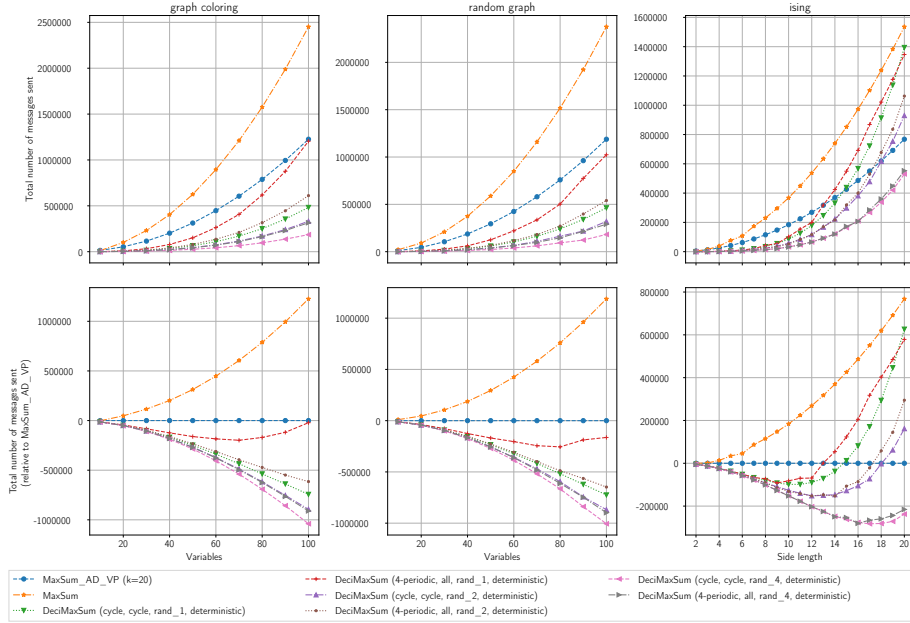 graph coloring
random graph
ising
Total number of messages sent
2500000
2000000
1500000
1000000
500000
0
2000000
1500000
1000000
500000
0
1600000
1400000
1200000
1000000
800000
600000
400000
200000
0
Total number of messages sent
(relative to MaxSum_AD_VP)
1000000
500000
0
-500000
-1000000
1000000
500000
0
-500000
-1000000
800000
600000
400000
200000
0
-200000
20 40 60 80 100
20 40 60 80 100
2 4 6 8 10 12 14 16 18 20
Variables
Variables
Side length
MaxSum_AD_VP (k=20)
MaxSum
DeciMaxSum (cycle, cycle, rand_1, deterministic)
DeciMaxSum (4-periodic, all, rand_1, deterministic)
DeciMaxSum (cycle, cycle, rand_2, deterministic)
DeciMaxSum (4-periodic, all, rand_2, deterministic)
DeciMaxSum (cycle, cycle, rand_4, deterministic)
DeciMaxSum (4-periodic, all, rand_4, deterministic)